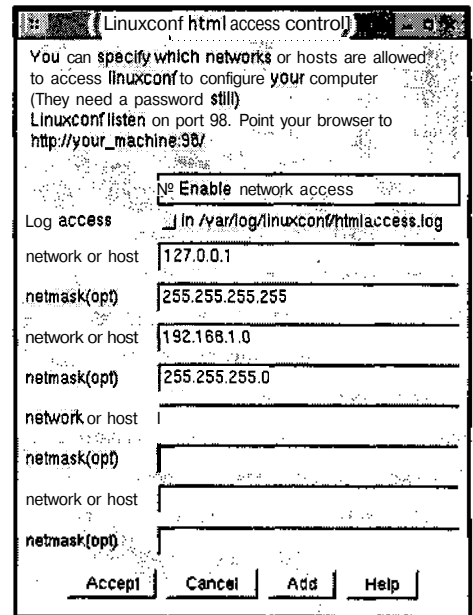 [Linuxconf html access control]
You can specify which networks or hosts are allowed
to access linuxconf to configure your computer
(They need a password still)
Linuxconf listen on port 98. Point your browser to
http://your_machine:98/
№ Enable network access
Log access in /var/log/linuxconf/htmlaccess.log
network or host 127.0.0.1
netmask(opt) 255.255.255.255
network or host 192.168.1.0
netmask(opt) 255.255.255.0
network or host
netmask(opt)
network or host
netmask(opt)
Accept Cancel Add Help